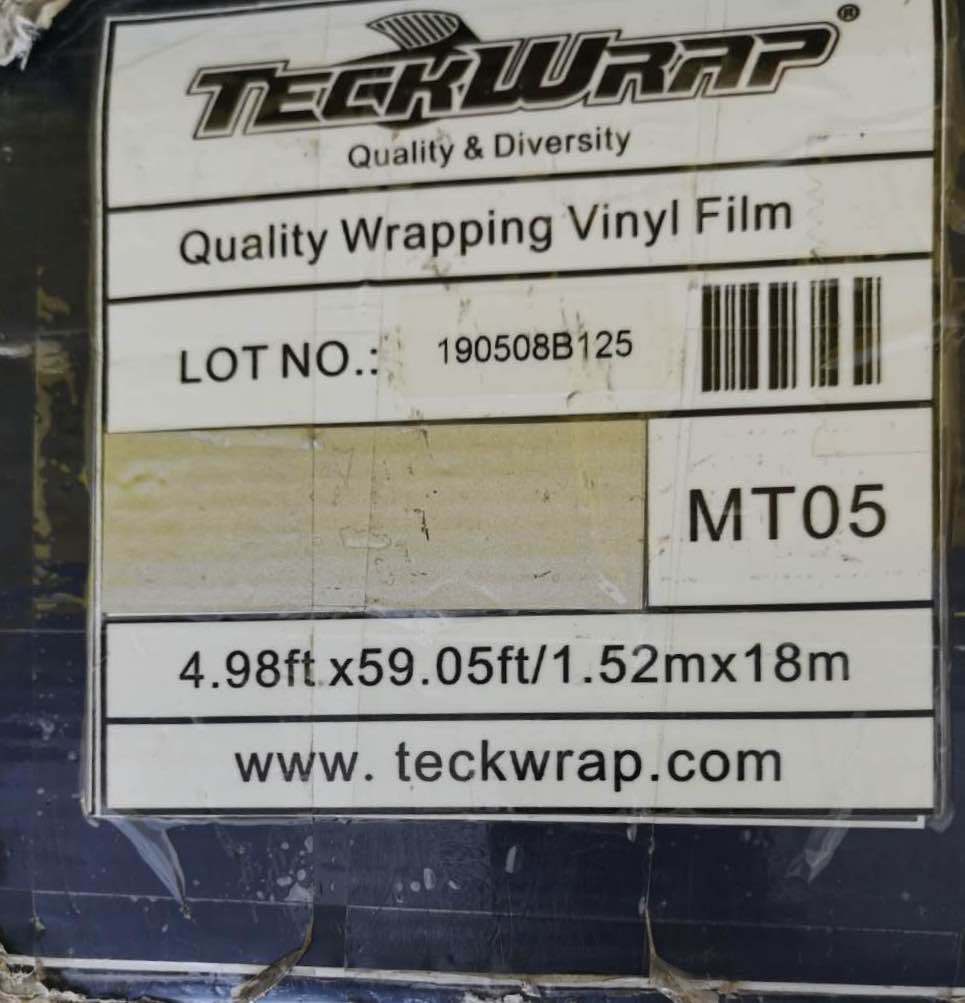 TECKWRAP®
Quality & Diversity
Quality Wrapping Vinyl Film
LOT NO.: 190508B125
MT05
4.98ft x59.05ft/1.52mx18m
www. teckwrap.com